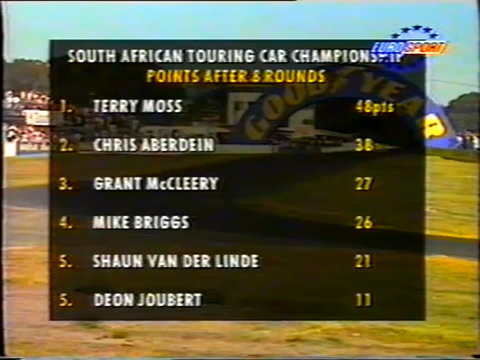 EUROSPORT
SOUTH AFRICAN TOURING CAR CHAMPIONSHIP
POINTS AFTER 8 ROUNDS
1. TERRY MOSS 48pts
2. CHRIS ABERDEIN 38
3. GRANT McCLEERY 27
4. MIKE BRIGGS 26
5. SHAUN VAN DER LINDE 21
5. DEON JOUBERT 11
GOODYEAR